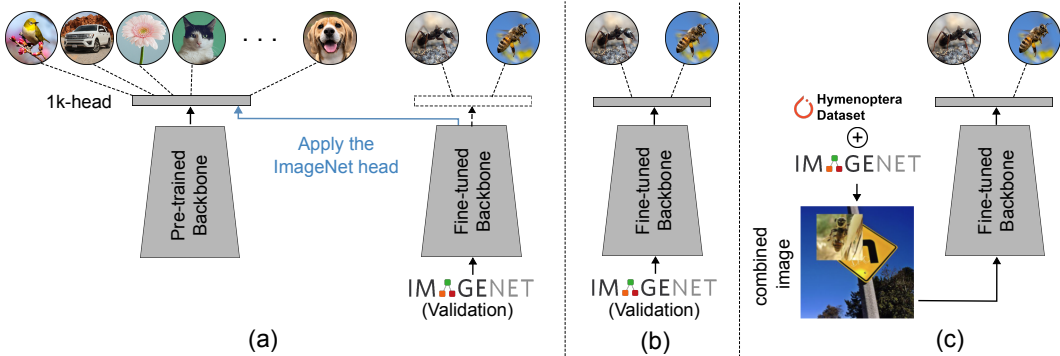 1k-head
Pre-trained
Backbone
Apply the
ImageNet head
Fine-tuned
Backbone
IMAGENET
(Validation)
(a)
Fine-tuned
Backbone
IMAGENET
(Validation)
(b)
Hymenoptera
Dataset
IMAGENET
combined
image
Fine-tuned
Backbone
(c)